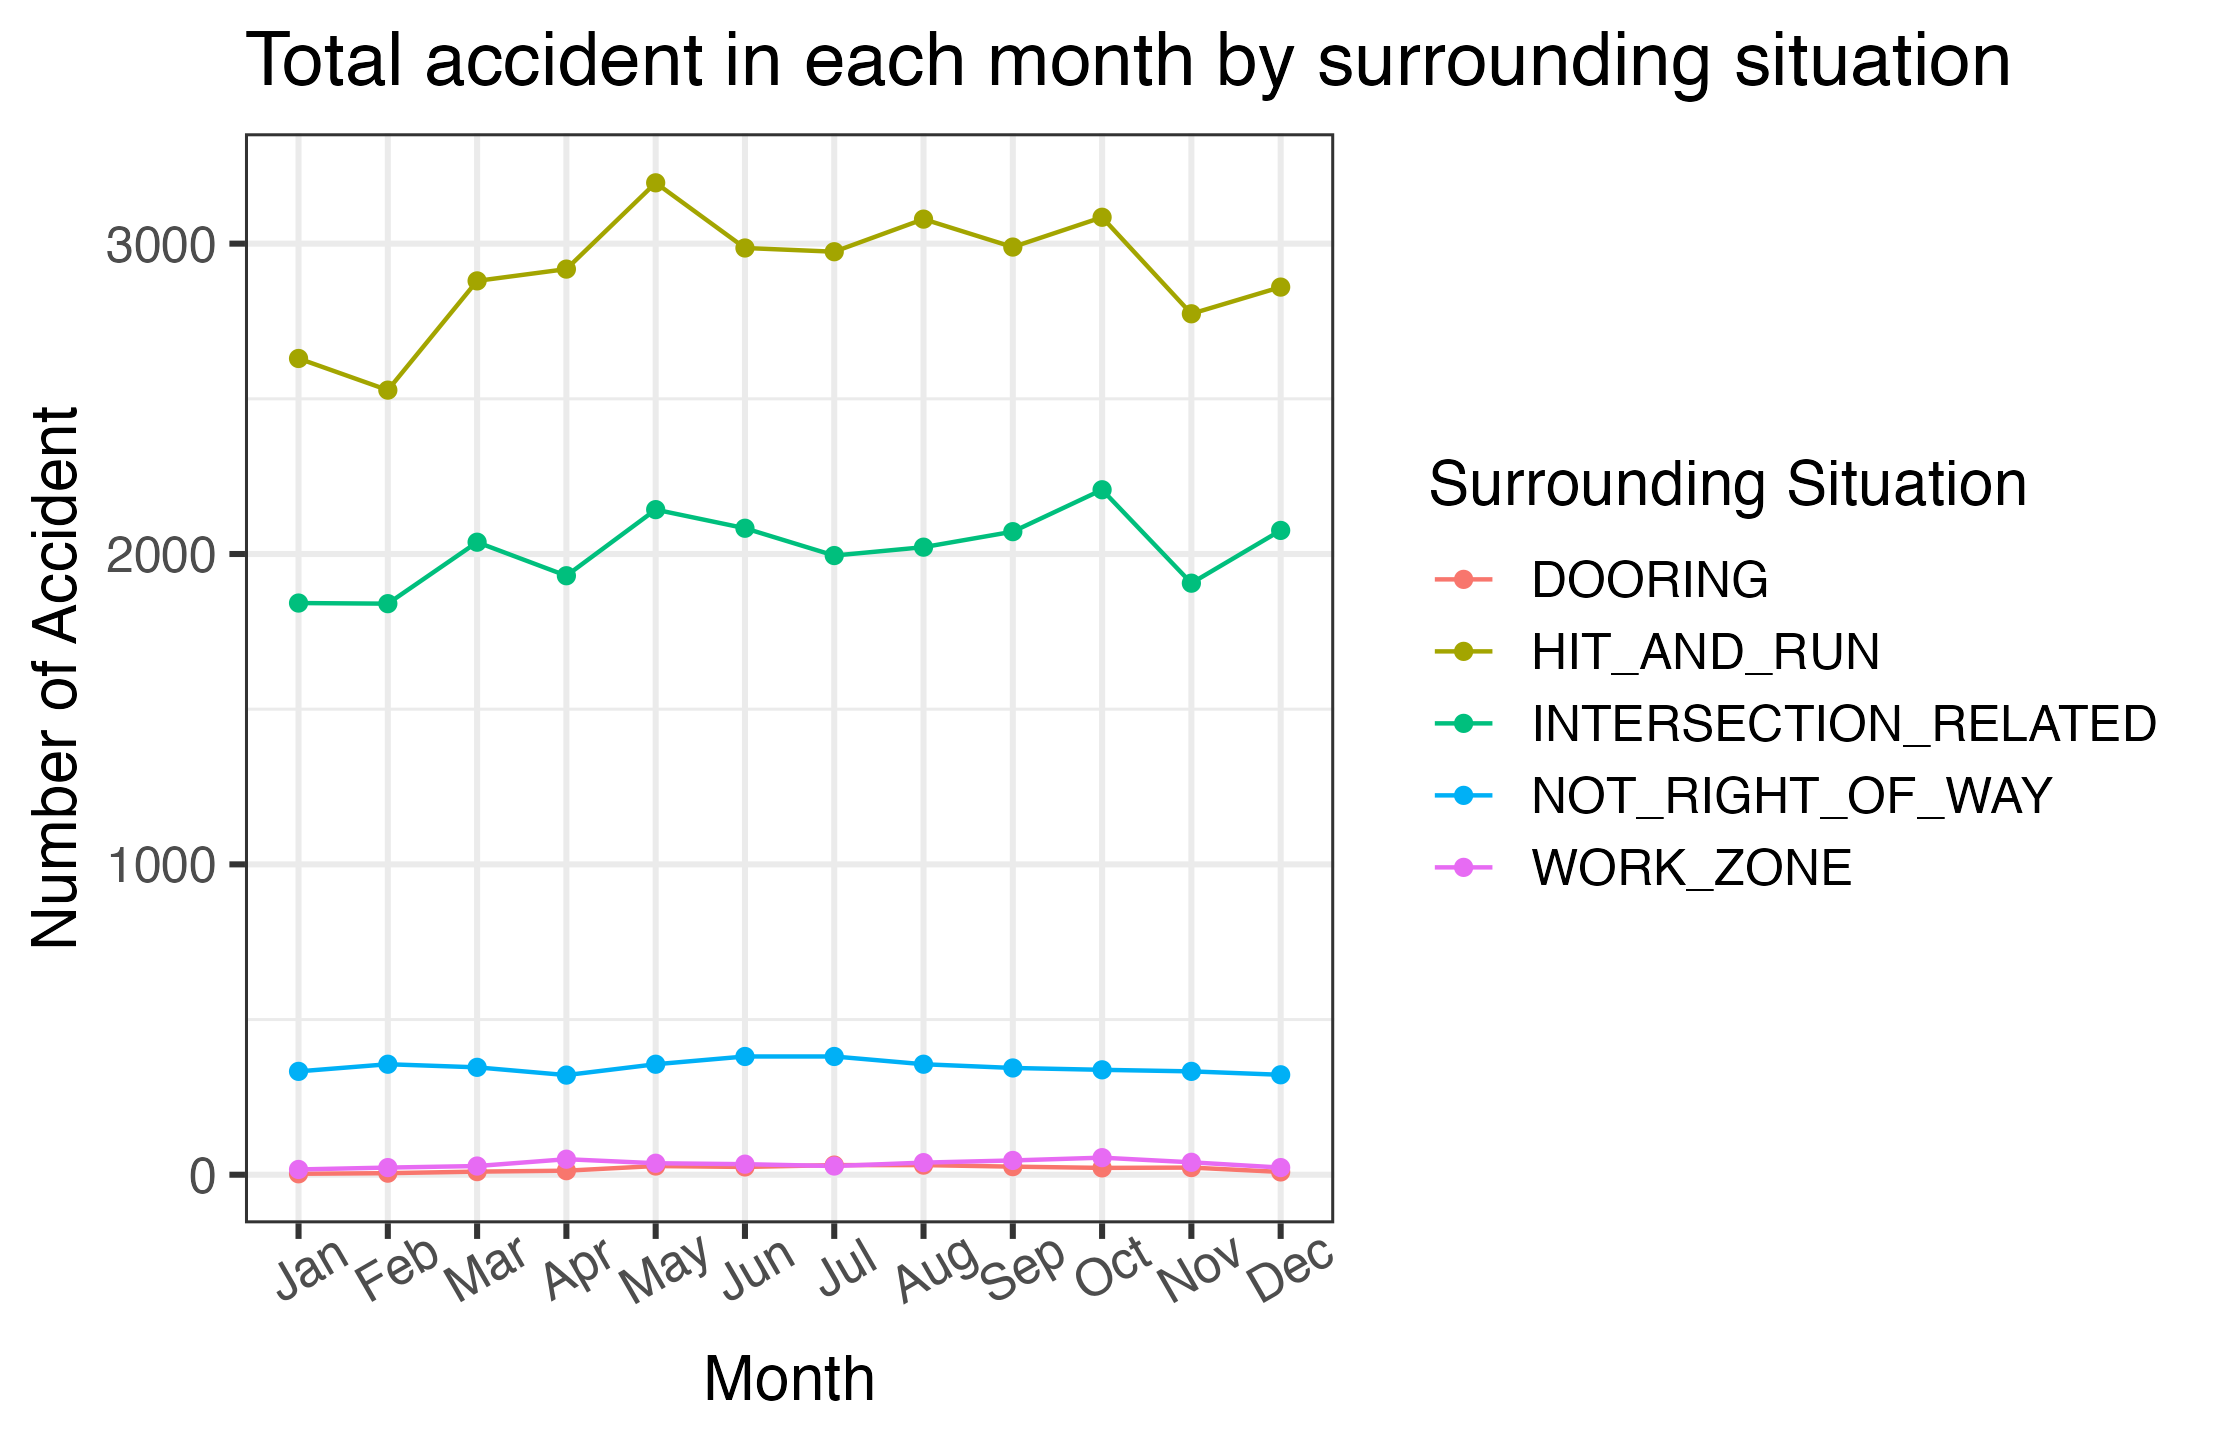 Total accident in each month by surrounding situation
Number of Accident
3000
2000
1000
0
Jan Feb Mar Apr May Jun Jul Aug Sep Oct Nov Dec
Month
Surrounding Situation
DOORING
HIT_AND_RUN
INTERSECTION_RELATED
NOT_RIGHT_OF_WAY
WORK_ZONE